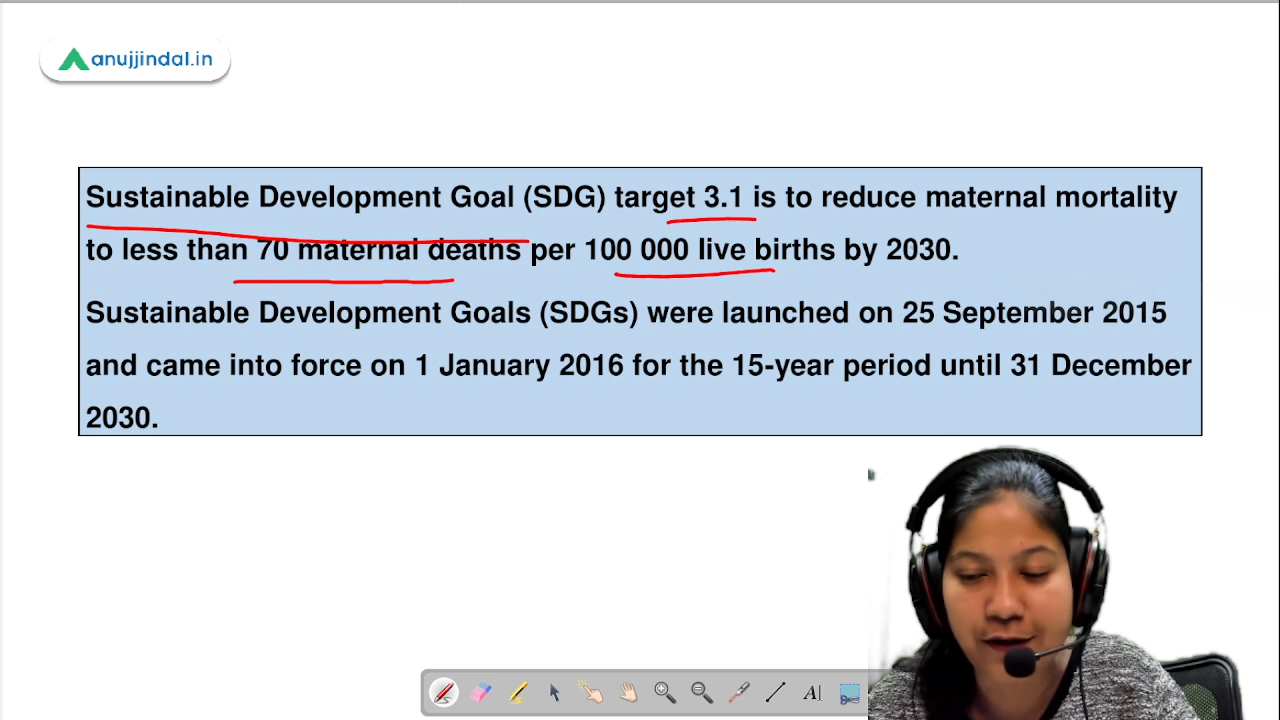 anujjindal.in
Sustainable Development Goal (SDG) target 3.1 is to reduce maternal mortality
to less than 70 maternal deaths per 100 000 live births by 2030.
Sustainable Development Goals (SDGs) were launched on 25 September 2015
and came into force on 1 January 2016 for the 15-year period until 31 December
2030.
A